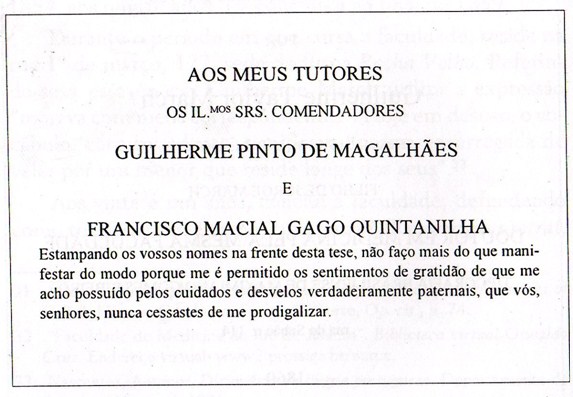 AOS MEUS TUTORES
OS IL.MOS SRS. COMENDADORES
GUILHERME PINTO DE MAGALHÃES
E
FRANCISCO MACIAL GAGO QUINTANILHA
Estampando os vossos nomes na frente desta tese, não faço mais do que mani-
festar do modo porque me é permitido os sentimentos de gratidão de que me
acho possuído pelos cuidados e desvelos verdadeiramente paternais, que vós,
senhores, nunca cessastes de me prodigalizar.